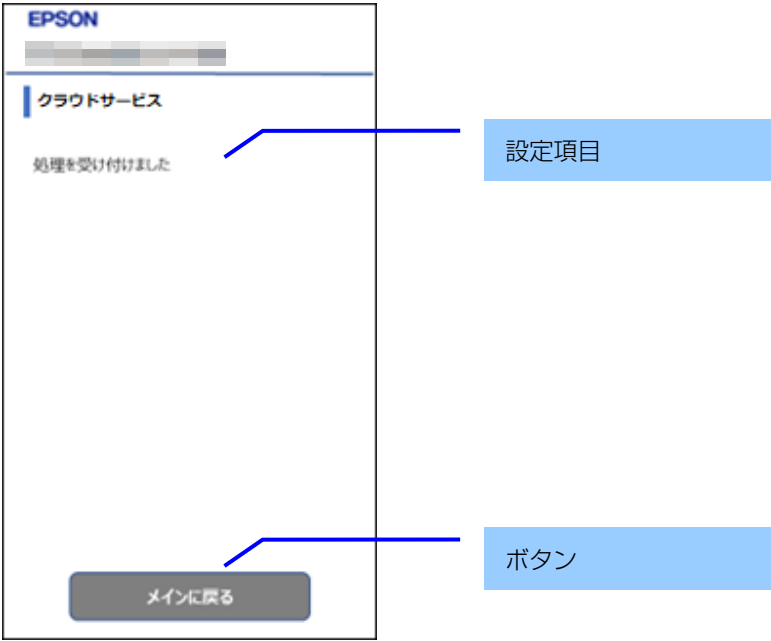 EPSON
クラウドサービス
処理を受け付けました
設定項目
ボタン
メインに戻る